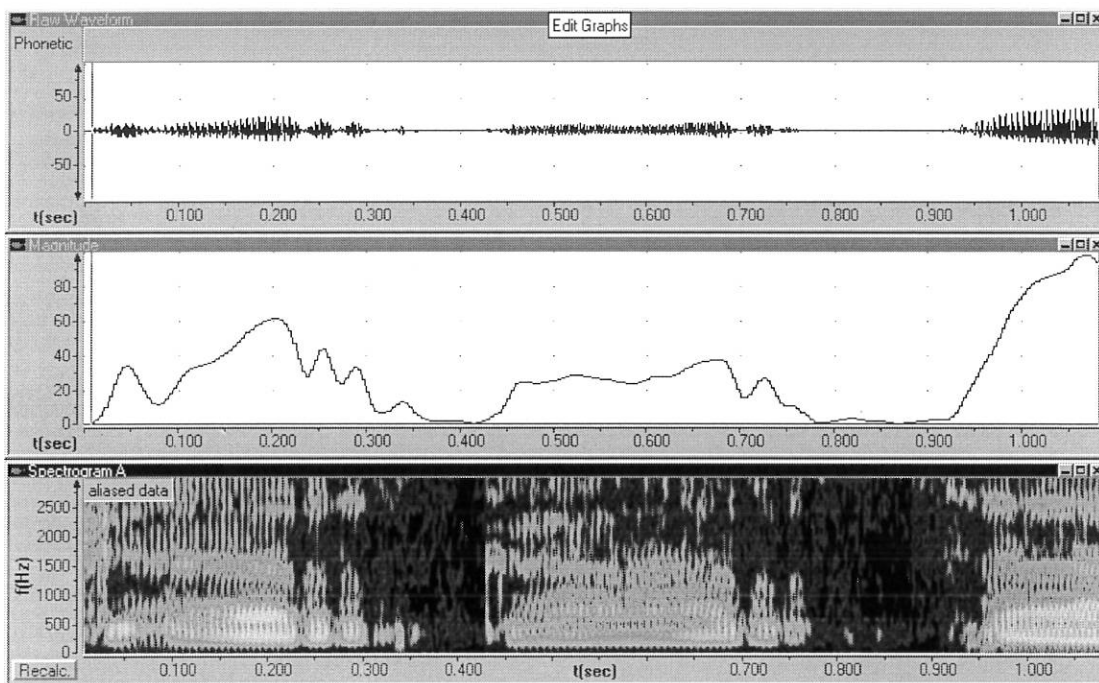 Raw Waveform
Edit Graphs
Phonetic
50
0
-50
t(sec) 0.100 0.200 0.300 0.400 0.500 0.600 0.700 0.800 0.900 1.000
Magnitude
80
60
40
20
0
t(sec) 0.100 0.200 0.300 0.400 0.500 0.600 0.700 0.800 0.900 1.000
Spectrogram A
aliased data
2500
2000
1500
f(Hz)
1000
500
0
Recalc. 0.100 0.200 0.300 0.400 t(sec) 0.700 0.800 0.900 1.000